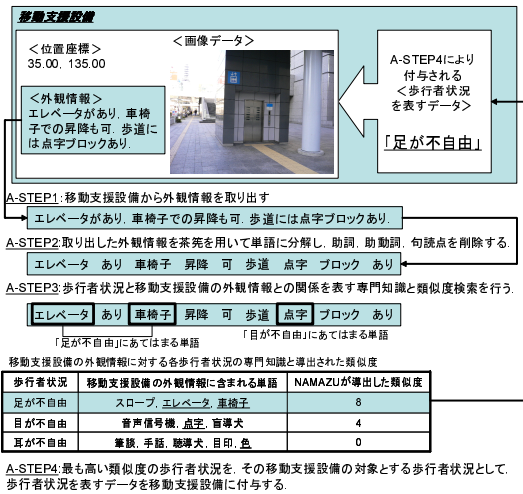 移動支援設備
＜位置座標＞
35.00, 135.00
＜画像データ＞
＜外観情報＞
エレベータがあり, 車椅
子での昇降も可. 歩道に
は点字ブロックあり.
A-STEP4により
付与される
＜歩行者状況
を表すデータ＞
「足が不自由」
A-STEP1:移動支援設備から外観情報を取り出す
エレベータがあり, 車椅子での昇降も可. 歩道には点字ブロックあり.
A-STEP2:取り出した外観情報を茶筅を用いて単語に分解し, 助詞, 助動詞, 句読点を削除する.
エレベータ あり 車椅子 昇降 可 歩道 点字 ブロック あり
A-STEP3:歩行者状況と移動支援設備の外観情報との関係を表す専門知識と類似度検索を行う.
エレベータ あり 車椅子 昇降 可 歩道 点字 ブロック あり
「足が不自由」にあてはまる単語 「目が不自由」にあてはまる単語
移動支援設備の外観情報に対する各歩行者状況の専門知識と導出された類似度
歩行者状況 移動支援設備の外観情報に含まれる単語 NAMAZUが導出した類似度
足が不自由 スロープ, エレベータ, 車椅子 8
目が不自由 音声信号機, 点字, 盲導犬 4
耳が不自由 筆談, 手話, 聴導犬, 目印, 色 0
A-STEP4:最も高い類似度の歩行者状況を, その移動支援設備の対象とする歩行者状況として,
歩行者状況を表すデータを移動支援設備に付与する.